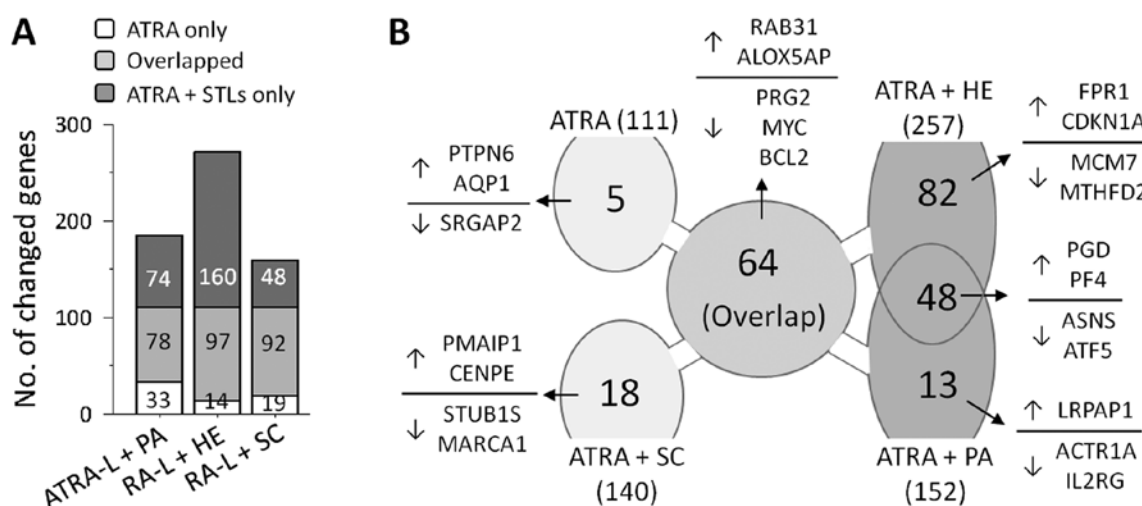 A
ATRA only
Overlapped
ATRA + STLs only
No. of changed genes
300
200
100
0
74
78
33
160
97
14
48
92
19
ATRA-L + PA
RA-L + HE
RA-L + SC
B
↑ RAB31
ALOX5AP
↓ PRG2
MYC
BCL2
ATRA (111)
5
↑ PTPN6
AQP1
↓ SRGAP2
ATRA + HE
(257)
82
↑ FPR1
CDKN1A
↓ MCM7
MTHFD2
64
(Overlap)
48
↑ PGD
PF4
↓ ASNS
ATF5
↑ PMAIP1
CENPE
↓ STUB1S
MARCA1
18
ATRA + SC
(140)
13
ATRA + PA
(152)
↑ LRPAP1
↓ ACTR1A
IL2RG